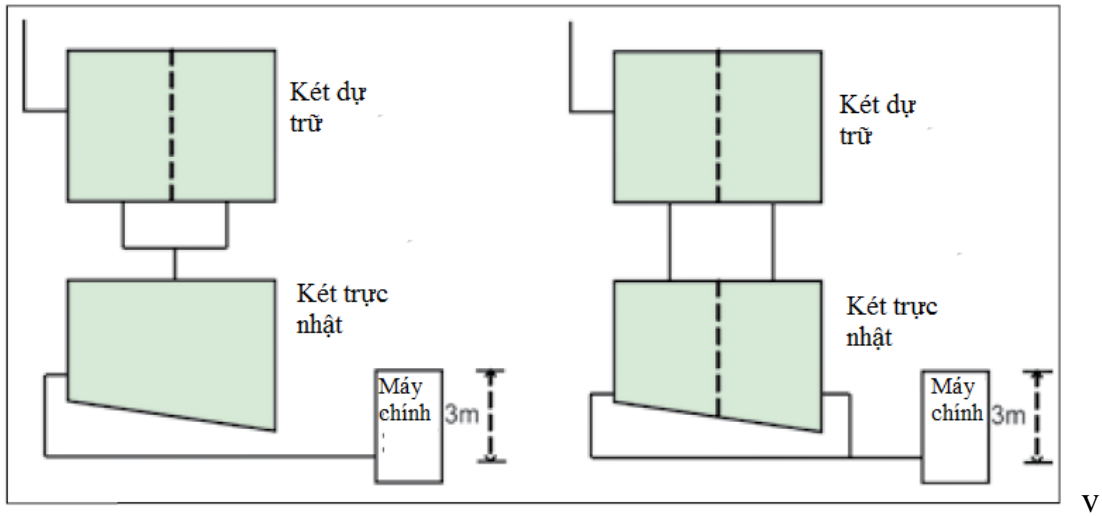 Két dự
trữ
Két trực
nhật
Máy
chính
3m
Két dự
trữ
Két trực
nhật
Máy
chính
3m
v